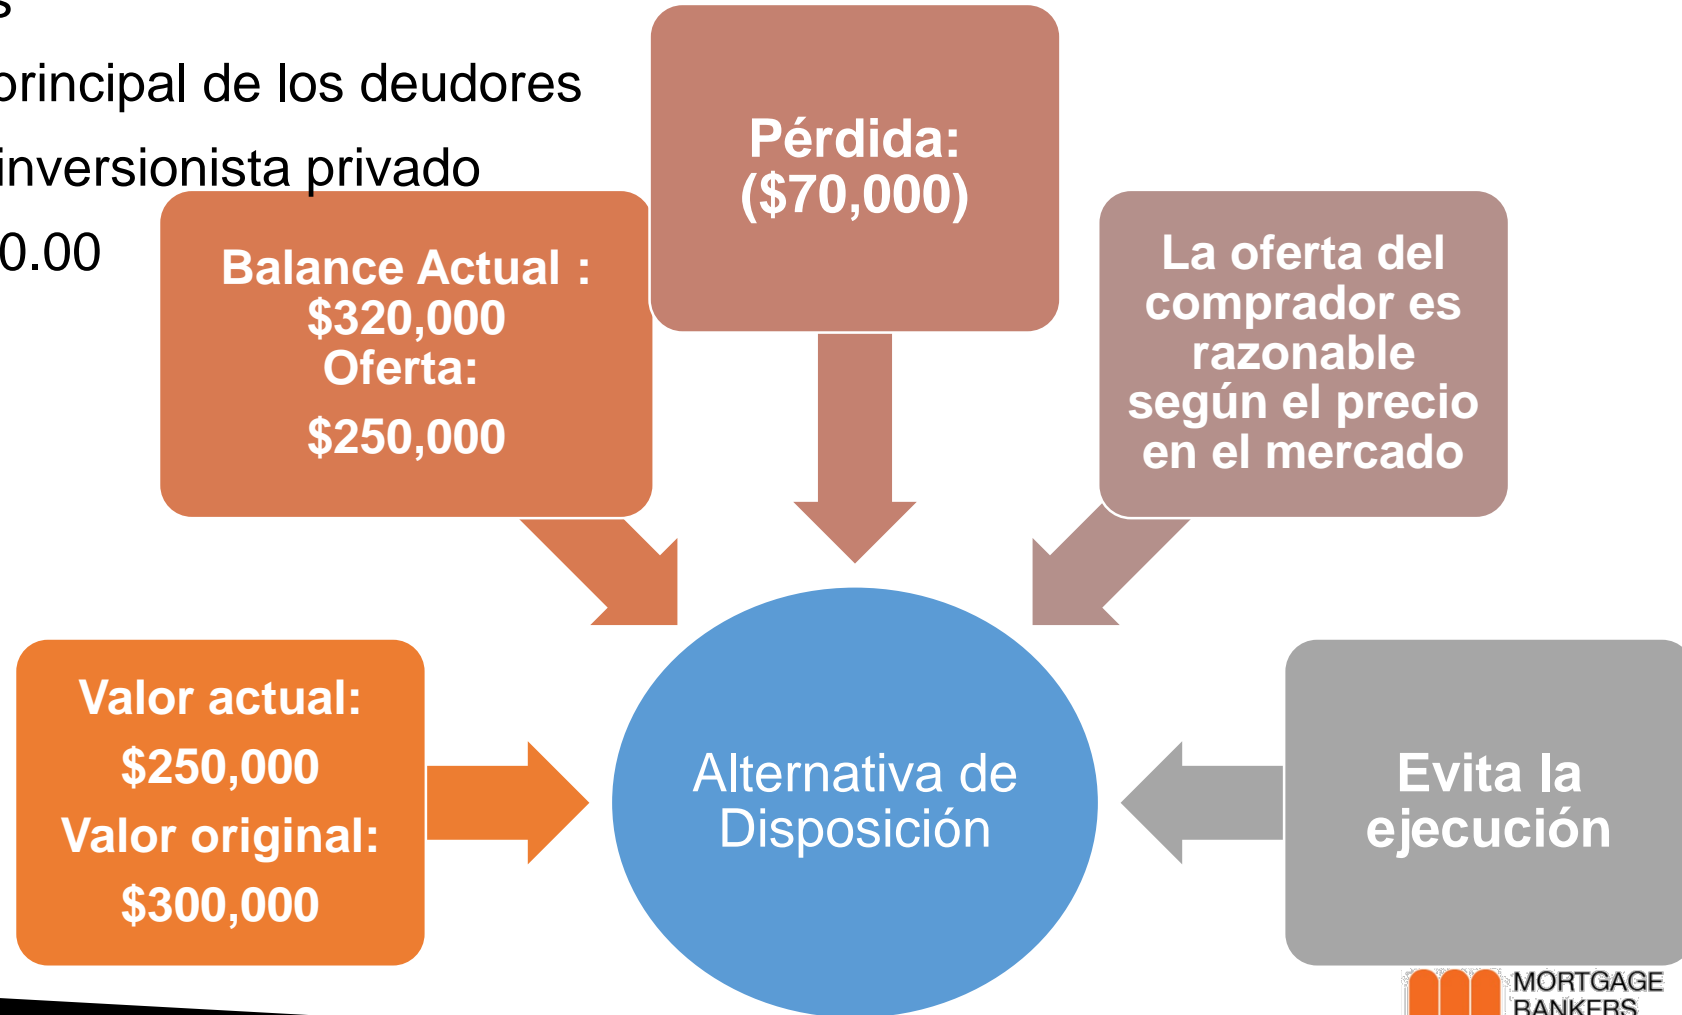 principal de los deudores
inversionista privado
0.00
Pérdida:
($70,000)
Balance Actual :
$320,000
Oferta:
$250,000
La oferta del
comprador es
razonable
según el precio
en el mercado
Valor actual:
$250,000
Valor original:
$300,000
Alternativa de
Disposición
Evita la
ejecución
MORTGAGE
BANKERS